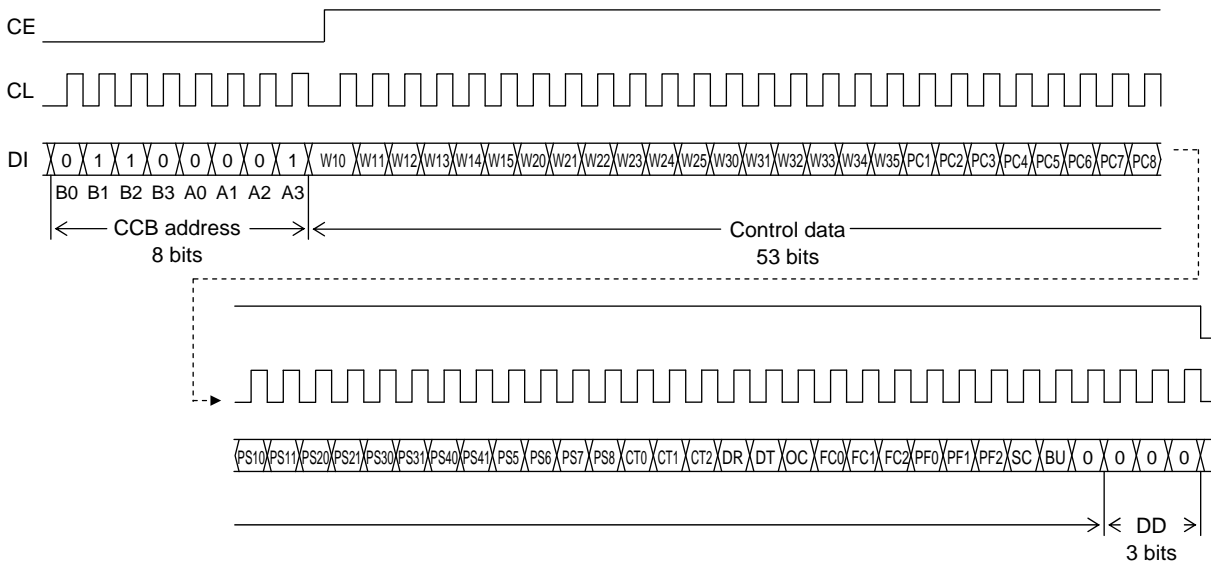 CE
CL
DI 0 1 1 0 0 0 0 1 W10 W11 W12 W13 W14 W15 W20 W21 W22 W23 W24 W25 W30 W31 W32 W33 W34 W35 PC1 PC2 PC3 PC4 PC5 PC6 PC7 PC8
B0 B1 B2 B3 A0 A1 A2 A3
CCB address
8 bits
Control data
53 bits
PS10 PS11 PS20 PS21 PS30 PS31 PS40 PS41 PS5 PS6 PS7 PS8 CT0 CT1 CT2 DR DT OC FC0 FC1 FC2 PF0 PF1 PF2 SC BU 0 0 0 0
DD
3 bits